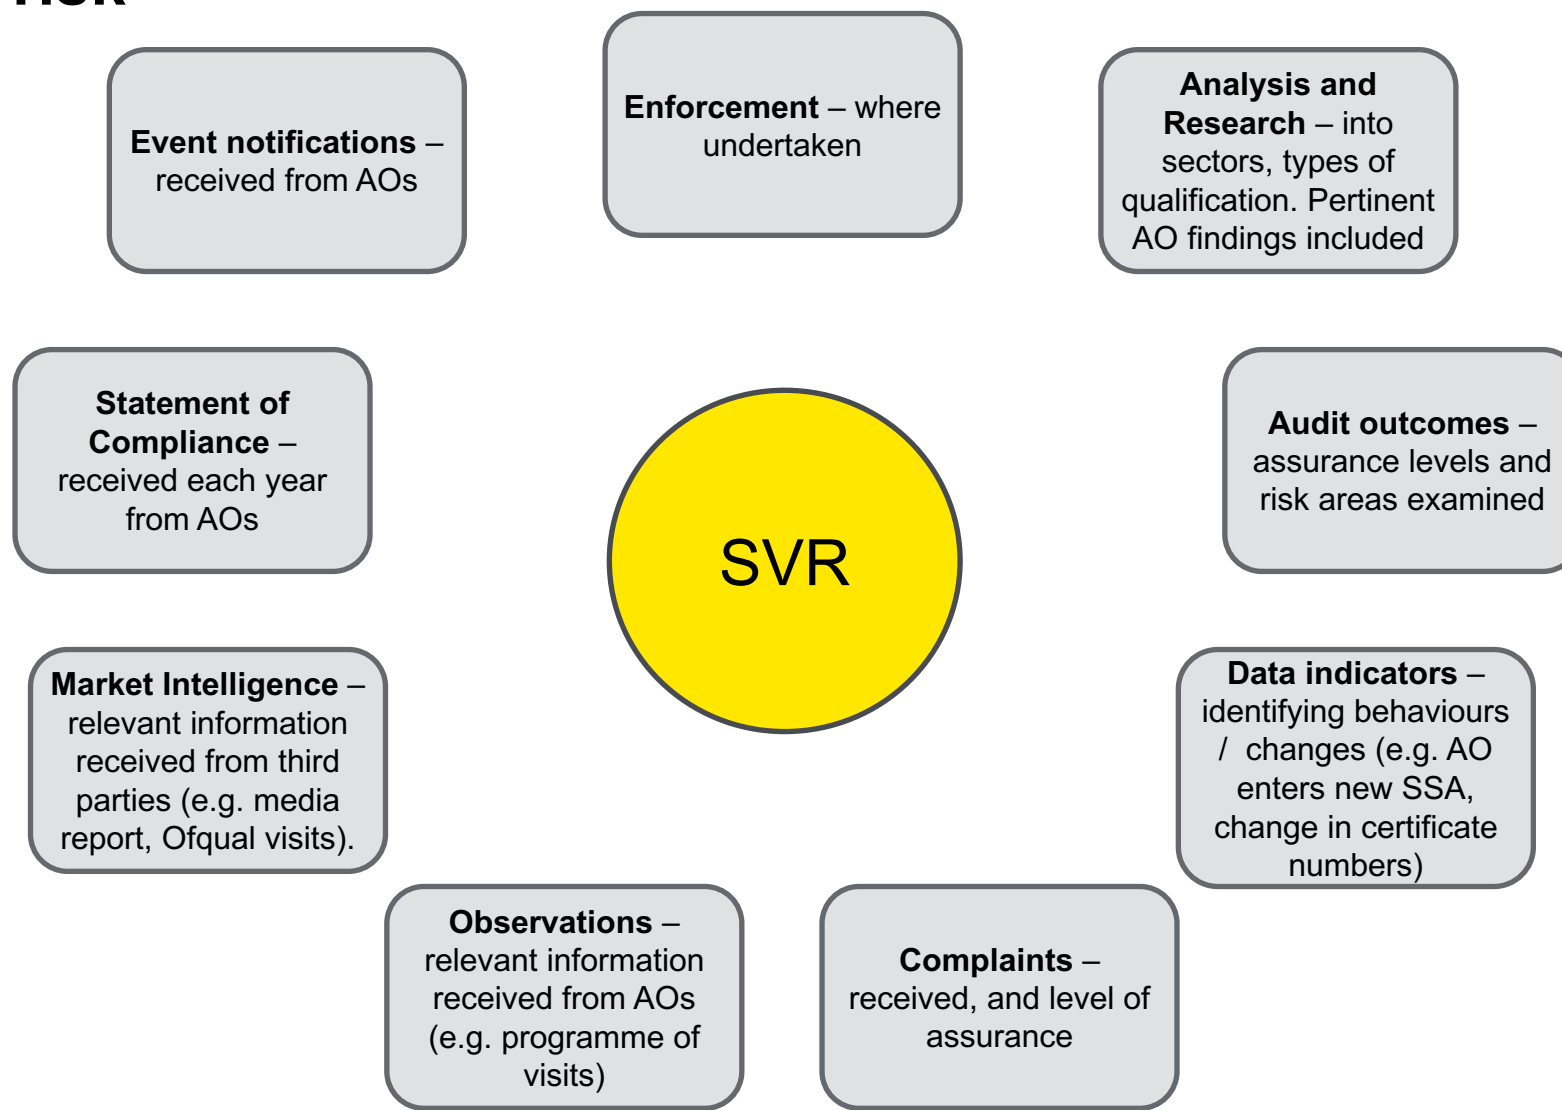 Event notifications –
received from AOs
Enforcement – where
undertaken
Analysis and
Research – into
sectors, types of
qualification. Pertinent
AO findings included
Statement of
Compliance –
received each year
from AOs
SVR
Audit outcomes –
assurance levels and
risk areas examined
Market Intelligence –
relevant information
received from third
parties (e.g. media
report, Ofqual visits).
Data indicators –
identifying behaviours
/ changes (e.g. AO
enters new SSA,
change in certificate
numbers)
Observations –
relevant information
received from AOs
(e.g. programme of
visits)
Complaints –
received, and level of
assurance